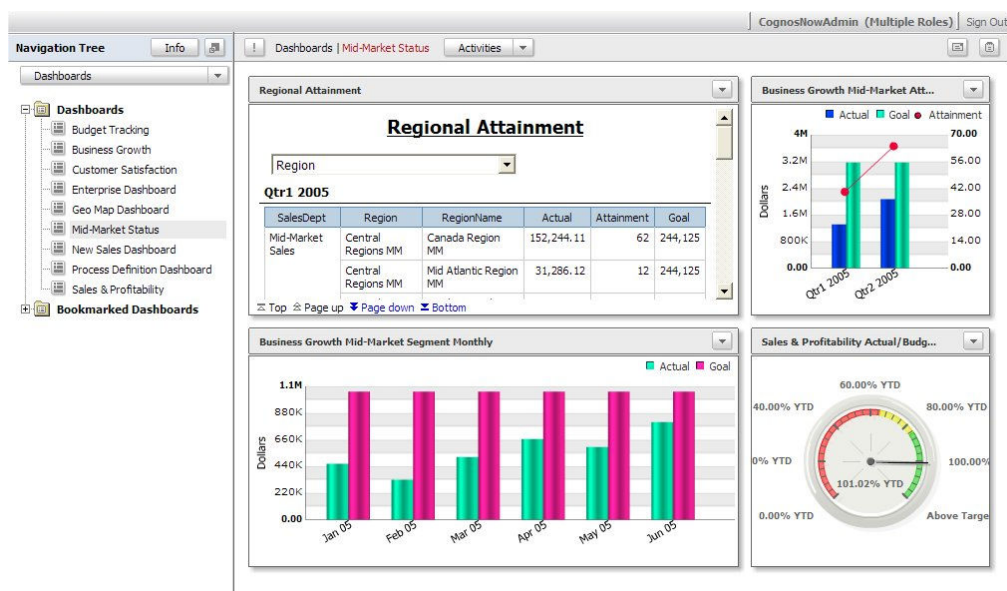 CognosNowAdmin (Multiple Roles) Sign Out
Navigation Tree Info
! Dashboards | Mid-Market Status Activities
Dashboards
Dashboards
Budget Tracking
Business Growth
Customer Satisfaction
Enterprise Dashboard
Geo Map Dashboard
Mid-Market Status
New Sales Dashboard
Process Definition Dashboard
Sales & Profitability
Bookmarked Dashboards
Regional Attainment
Regional Attainment
Region
Qtr1 2005
SalesDept Region RegionName Actual Attainment Goal
Mid-Market Central Canada Region 152,244.11 62 244,125
Sales Regions MM MM
Central Mid Atlantic Region 31,286.12 12 244,125
Regions MM MM
Top Page up Page down Bottom
Business Growth Mid-Market Att...
Actual Goal Attainment
4M 70.00
3.2M 56.00
2.4M 42.00
1.6M 28.00
800K 14.00
0.00 0.00
Dollars
Qtr1 2005 Qtr2 2005
Business Growth Mid-Market Segment Monthly
Actual Goal
1.1M
880K
660K
440K
220K
0.00
Dollars
Jan 05 Feb 05 Mar 05 Apr 05 May 05 Jun 05
Sales & Profitability Actual/Budg...
60.00% YTD
40.00% YTD 80.00% YTD
0% YTD 100.00%
101.02% YTD
0.00% YTD Above Targe